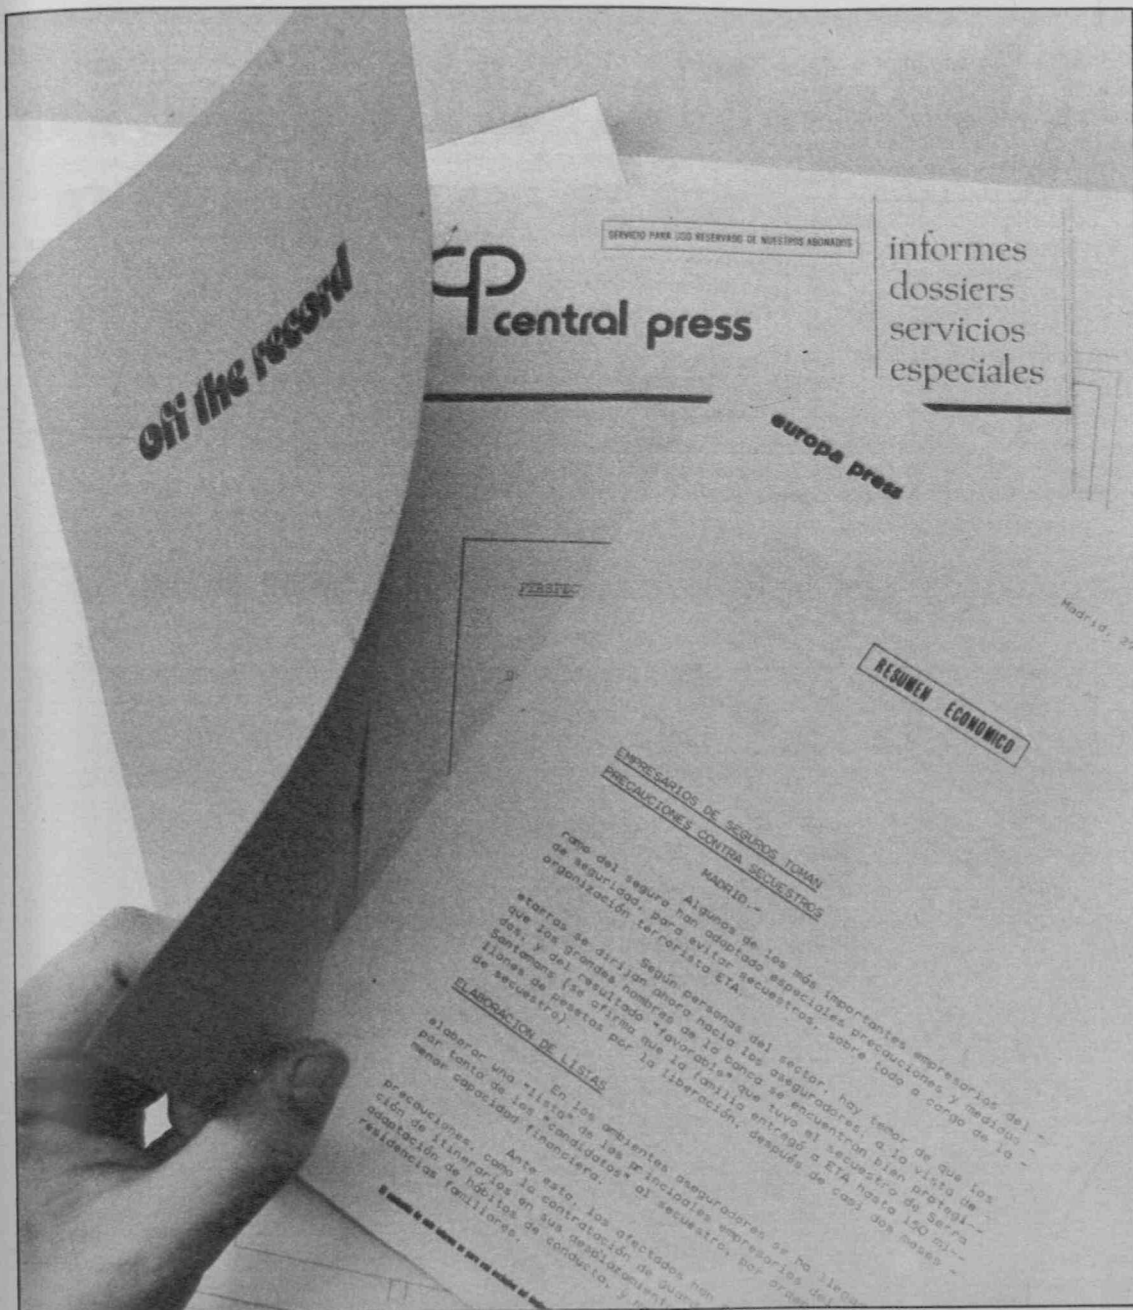 off the record
cp
central press
SERVICIO PARA USO RESERVADO DE NUESTROS ABONADOS
informes
dossiers
servicios
especiales
europa press
Madrid, 2
RESUMEN ECONOMICO
EMPRESARIOS DE SEGUROS TOMAN
PRECAUCIONES CONTRA SECUESTROS
MADRID.-
Algunos de los más importantes empresarios del -
ramo del seguro han adoptado especiales precauciones y medidas -
de seguridad, para evitar secuestros, sobre todo a cargo de la -
organización terrorista ETA.
Según personas del sector, hay temor de que los
etarras se dirijan ahora hacia los aseguradores, a la vista de -
que los grandes nombres de la banca se encuentran bien protegi--
dos, y del resultado "favorable" que tuvo el secuestro de Serra -
Santamans (se afirma que la familia entregó a ETA hasta 150 mi--
llones de pesetas por la liberación, después de casi dos meses -
de secuestro).
ELABORACION DE LISTAS
En los ambientes aseguradores se ha llega
elaborar una "lista" de los principales empresarios del
por tanto de los "candidatos" al secuestro, por orden
menor capacidad financiera.
Ante esto, los afectados han
precauciones, como la contratación de guar
ción de itinerarios en sus desplazamient
adaptación de hábitos de conducta, y
residencias familiares.